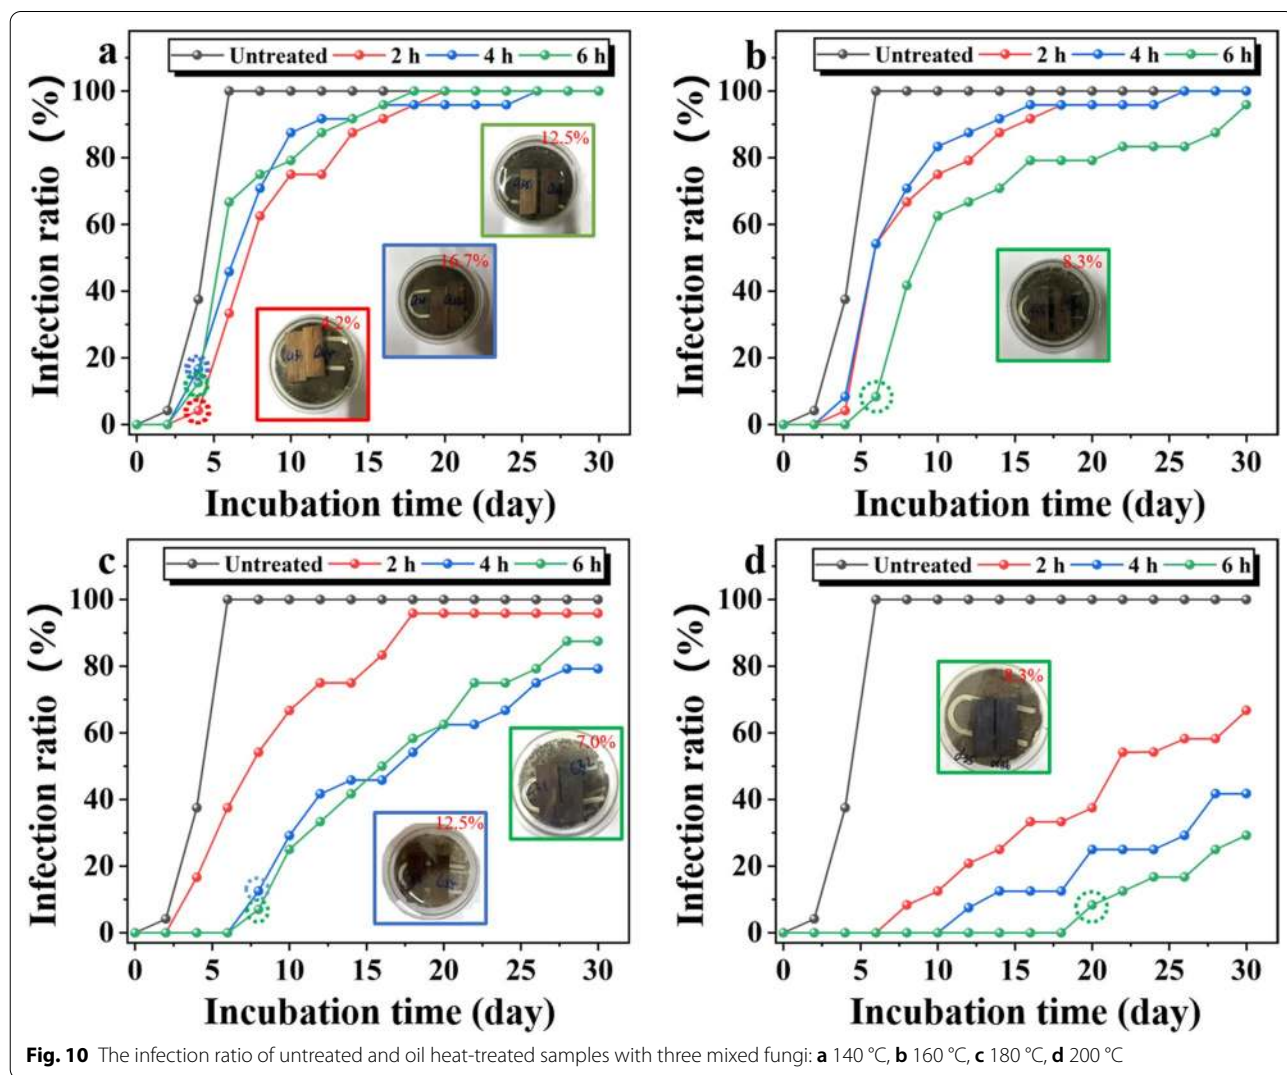 a
Untreated 2 h 4 h 6 h
Infection ratio (%)
100
80
60
40
20
0
12.5%
16.7%
4.2%
0 5 10 15 20 25 30
Incubation time (day)
b
Untreated 2 h 4 h 6 h
Infection ratio (%)
100
80
60
40
20
0
8.3%
0 5 10 15 20 25 30
Incubation time (day)
c
Untreated 2 h 4 h 6 h
Infection ratio (%)
100
80
60
40
20
0
7.0%
12.5%
0 5 10 15 20 25 30
Incubation time (day)
d
Untreated 2 h 4 h 6 h
Infection ratio (%)
100
80
60
40
20
0
8.3%
0 5 10 15 20 25 30
Incubation time (day)
Fig. 10 The infection ratio of untreated and oil heat-treated samples with three mixed fungi: a 140 °C, b 160 °C, c 180 °C, d 200 °C